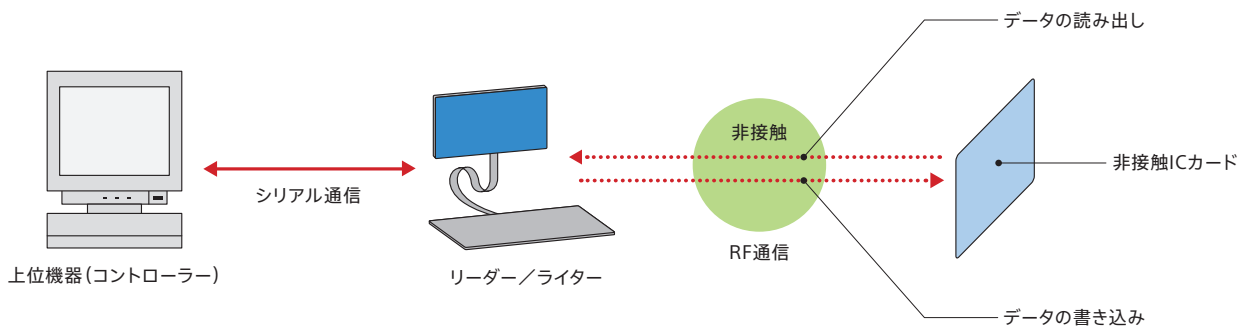 データの読み出し
非接触
非接触ICカード
シリアル通信
RF通信
上位機器(コントローラー)
リーダー／ライター
データの書き込み